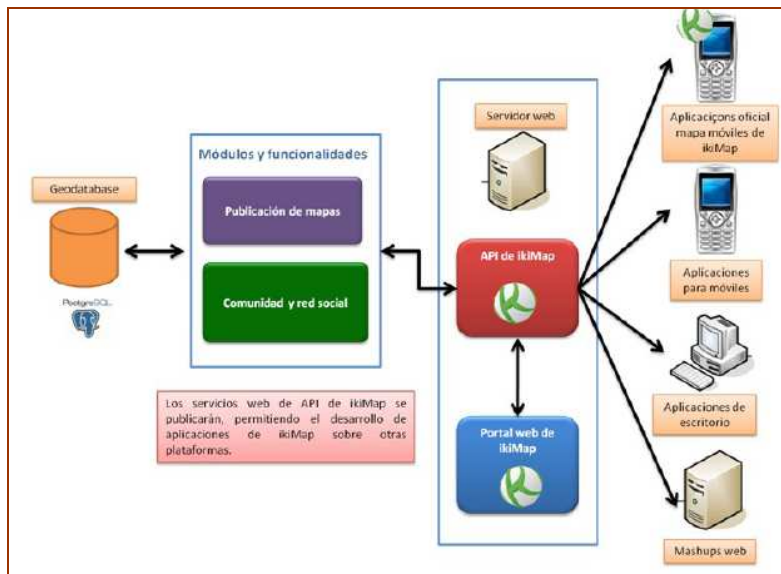 Geodatabase
PostgreSQL
Módulos y funcionalidades
Publicación de mapas
Comunidad y red social
Los servicios web de API de ikiMap se
publicarán, permitiendo el desarrollo de
aplicaciones de ikiMap sobre otras
plataformas.
Servidor web
API de ikiMap
Portal web de
ikiMap
Aplicaciçons oficial
mapa móviles de
ikiMap
Aplicaciones
para móviles
Aplicaciones de
escritorio
Mashups web